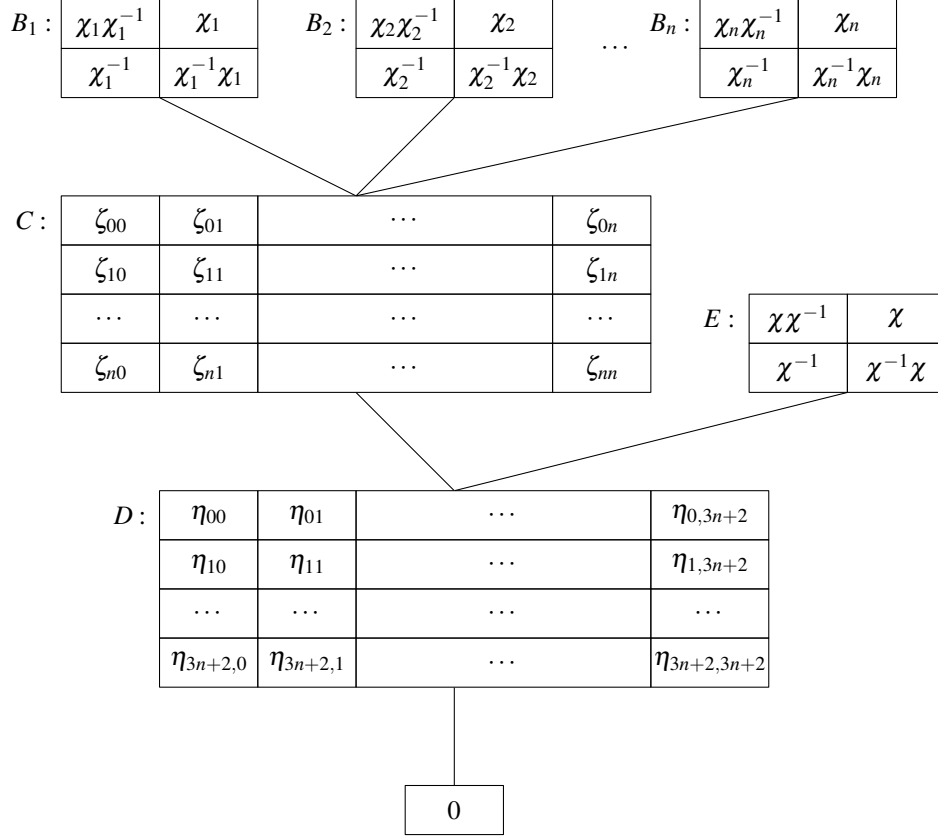 B₁ : χ₁χ₁⁻¹ χ₁ B₂ : χ₂χ₂⁻¹ χ₂ ⋯ Bₙ : χₙχₙ⁻¹ χₙ
χ₁⁻¹ χ₁⁻¹χ₁ χ₂⁻¹ χ₂⁻¹χ₂ χₙ⁻¹ χₙ⁻¹χₙ
C : ζ₀₀ ζ₀₁ ⋯ ζ₀ₙ
ζ₁₀ ζ₁₁ ⋯ ζ₁ₙ
⋯ ⋯ ⋯ ⋯
E : χχ⁻¹ χ
ζₙ₀ ζₙ₁ ⋯ ζₙₙ
χ⁻¹ χ⁻¹χ
D : η₀₀ η₀₁ ⋯ η₀,₃ₙ₊₂
η₁₀ η₁₁ ⋯ η₁,₃ₙ₊₂
⋯ ⋯ ⋯ ⋯
η₃ₙ₊₂,₀ η₃ₙ₊₂,₁ ⋯ η₃ₙ₊₂,₃ₙ₊₂
0